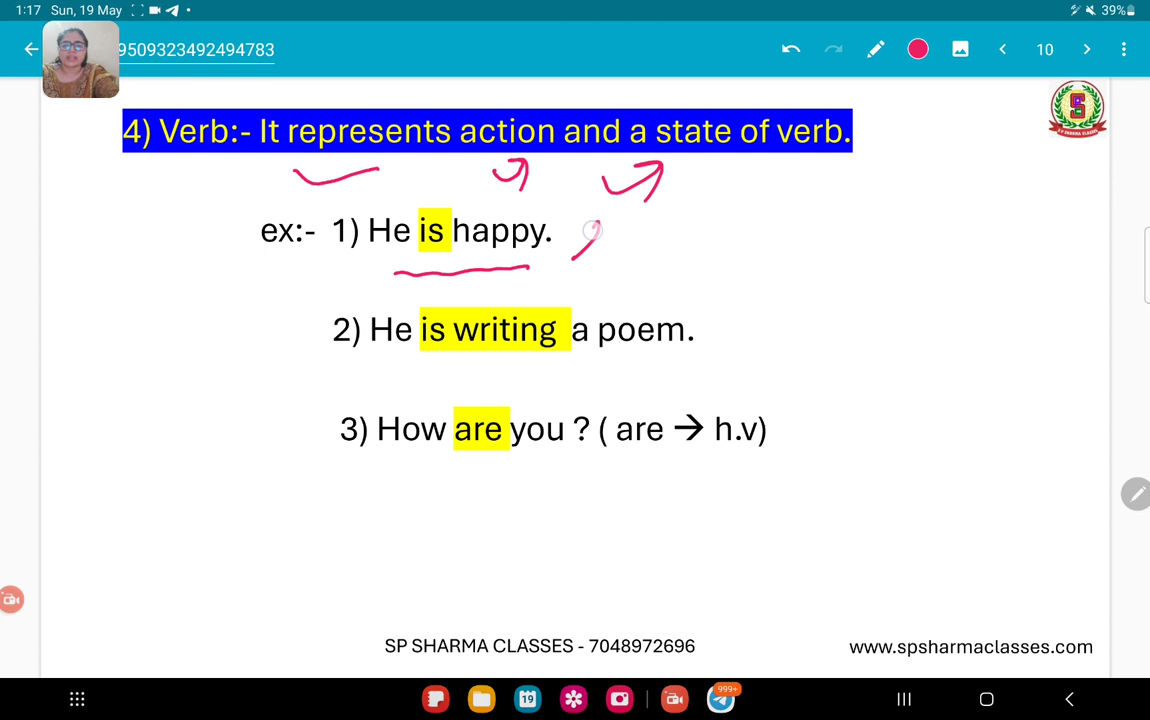 1:17 Sun, 19 May 39%
9509323492494783 10
S
4) Verb:- It represents action and a state of verb.
ex:- 1) He is happy.
2) He is writing a poem.
3) How are you ? ( are → h.v)
SP SHARMA CLASSES - 7048972696 www.spsharmaclasses.com
19 999+